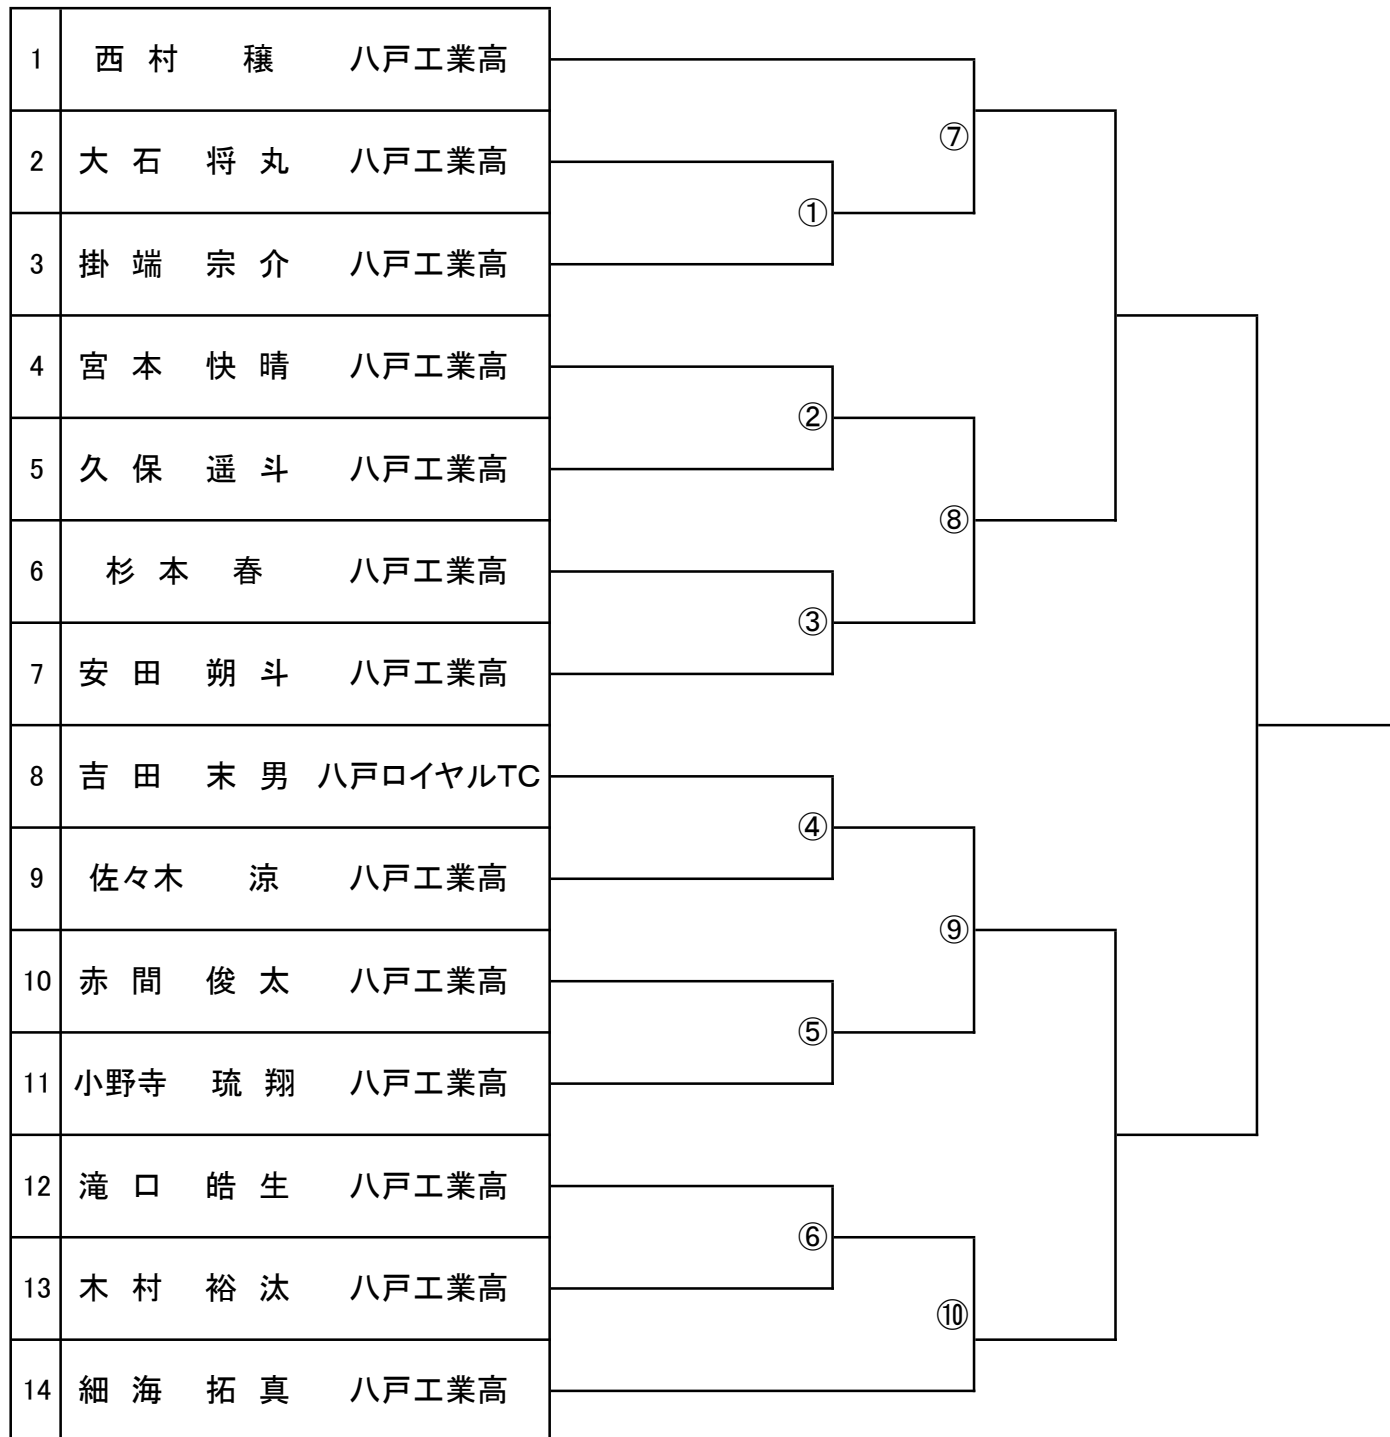 1 西村 穣 八戸工業高
⑦
2 大石 将丸 八戸工業高
①
3 掛端 宗介 八戸工業高
4 宮本 快晴 八戸工業高
②
5 久保 遥斗 八戸工業高
⑧
6 杉本 春 八戸工業高
③
7 安田 朔斗 八戸工業高
8 吉田 末男 八戸ロイヤルTC
④
9 佐々木 涼 八戸工業高
⑨
10 赤間 俊太 八戸工業高
⑤
11 小野寺 琉翔 八戸工業高
12 滝口 皓生 八戸工業高
⑥
13 木村 裕汰 八戸工業高
⑩
14 細海 拓真 八戸工業高